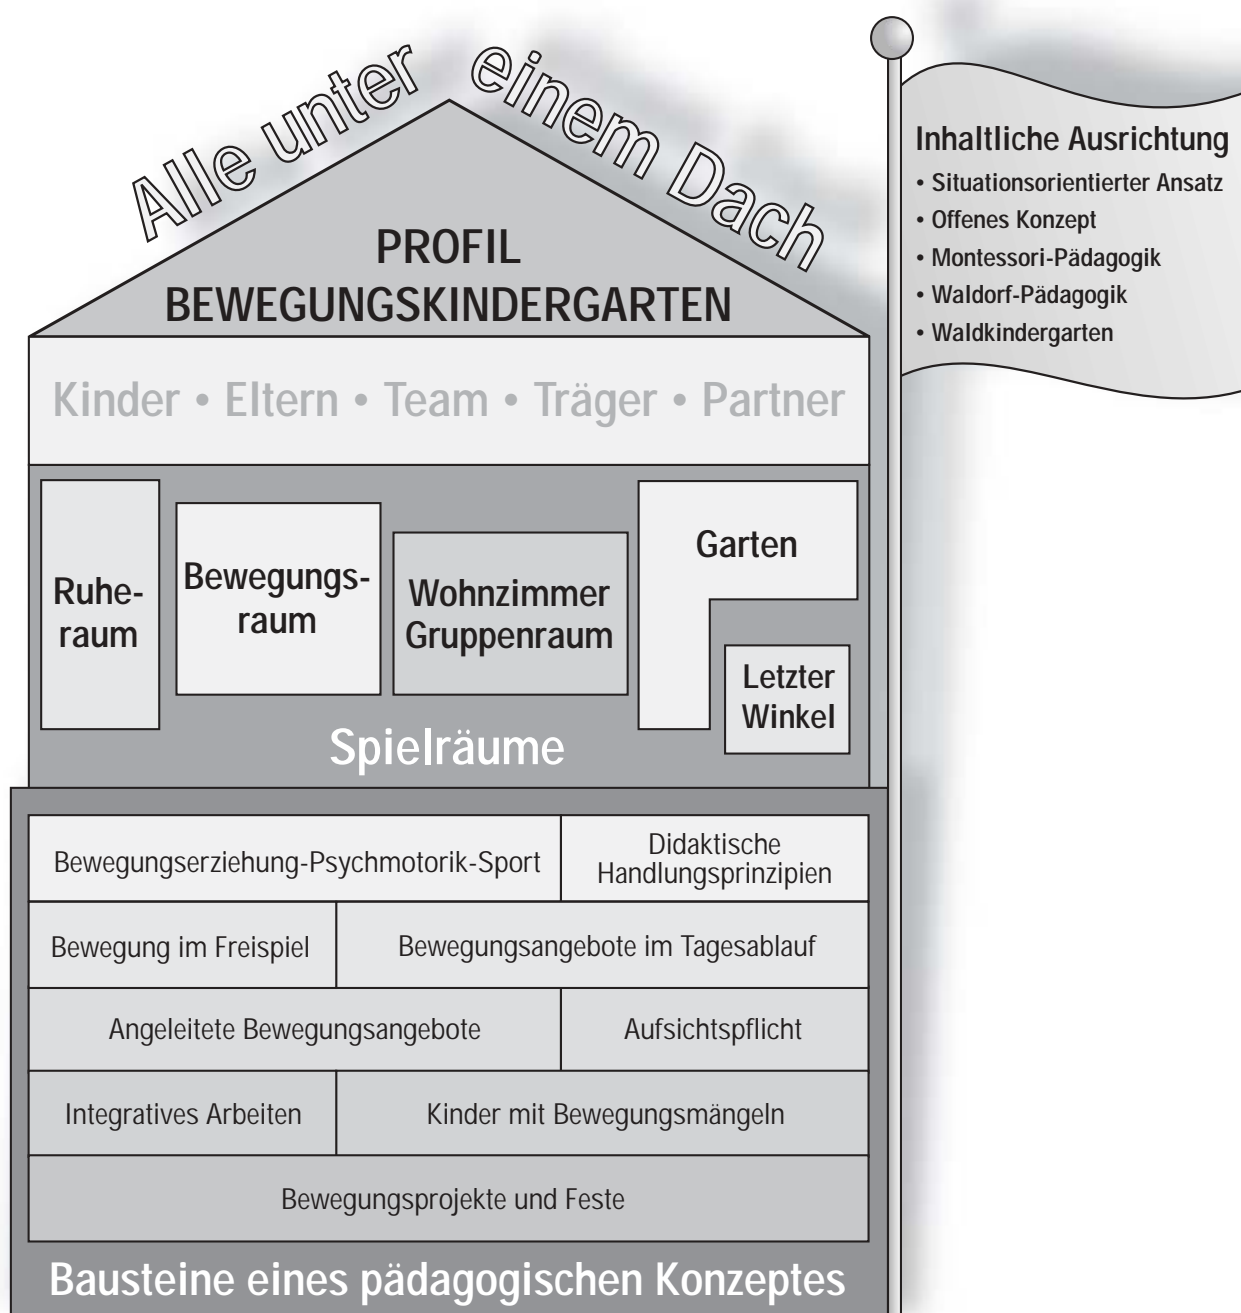 Alle unter einem Dach
PROFIL
BEWEGUNGSKINDERGARTEN
Kinder • Eltern • Team • Träger • Partner
Ruhe-
raum
Bewegungs-
raum
Wohnzimmer
Gruppenraum
Garten
Letzter
Winkel
Spielräume
Bewegungserziehung-Psychmotorik-Sport
Didaktische
Handlungsprinzipien
Bewegung im Freispiel
Bewegungsangebote im Tagesablauf
Angeleitete Bewegungsangebote
Aufsichtspflicht
Integratives Arbeiten
Kinder mit Bewegungsmängeln
Bewegungsprojekte und Feste
Bausteine eines pädagogischen Konzeptes
Inhaltliche Ausrichtung
• Situationsorientierter Ansatz
• Offenes Konzept
• Montessori-Pädagogik
• Waldorf-Pädagogik
• Waldkindergarten